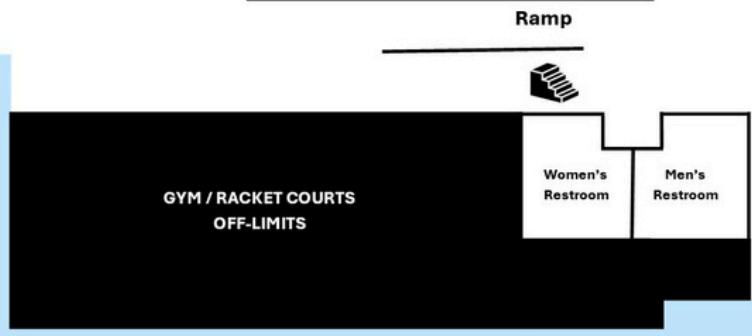 Ramp
Women's
Restroom
Men's
Restroom
GYM / RACKET COURTS
OFF-LIMITS